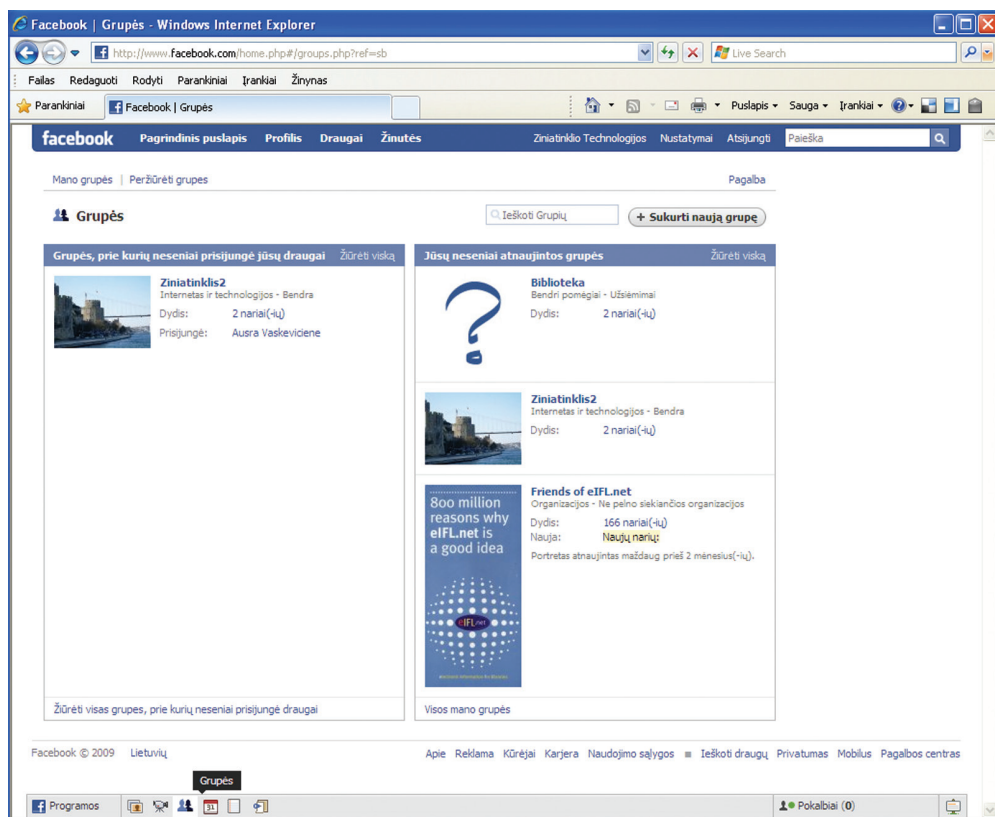 Facebook | Grupės - Windows Internet Explorer
http://www.facebook.com/home.php#/groups.php?ref=sb
Live Search
Failas Redaguoti Rodyti Parankiniai Įrankiai Žinynas
Parankiniai Facebook | Grupės Puslapis Sauga Įrankiai
facebook Pagrindinis puslapis Profilis Draugai Žinutės Ziniatinklio Technologijos Nustatymai Atsijungti Paieška
Mano grupės | Peržiūrėti grupes Pagalba
Grupės Ieškoti Grupių + Sukurti naują grupę
Grupės, prie kurių neseniai prisijungė jūsų draugai Žiūrėti viską
Ziniatinklis2
Internetas ir technologijos - Bendra
Dydis: 2 nariai(-ių)
Prisijungė: Ausra Vaskeviciene
Žiūrėti visas grupes, prie kurių neseniai prisijungė draugai
Jūsų neseniai atnaujintos grupės Žiūrėti viską
?
Biblioteka
Bendri pomėgiai - Užsiėmimai
Dydis: 2 nariai(-ių)
Ziniatinklis2
Internetas ir technologijos - Bendra
Dydis: 2 nariai(-ių)
800 million
reasons why
eIFL.net is
a good idea
eIFL.net
Friends of eIFL.net
Organizacijos - Ne pelno siekiančios organizacijos
Dydis: 166 nariai(-ių)
Nauja: Naujų narių:
Portretas atnaujintas maždaug prieš 2 mėnesius(-ių).
Visos mano grupės
Facebook © 2009 Lietuvių Apie Reklama Kūrėjai Karjera Naudojimo sąlygos Ieškoti draugų Privatumas Mobilus Pagalbos centras
Grupės
Programos 31 Pokalbiai (0)